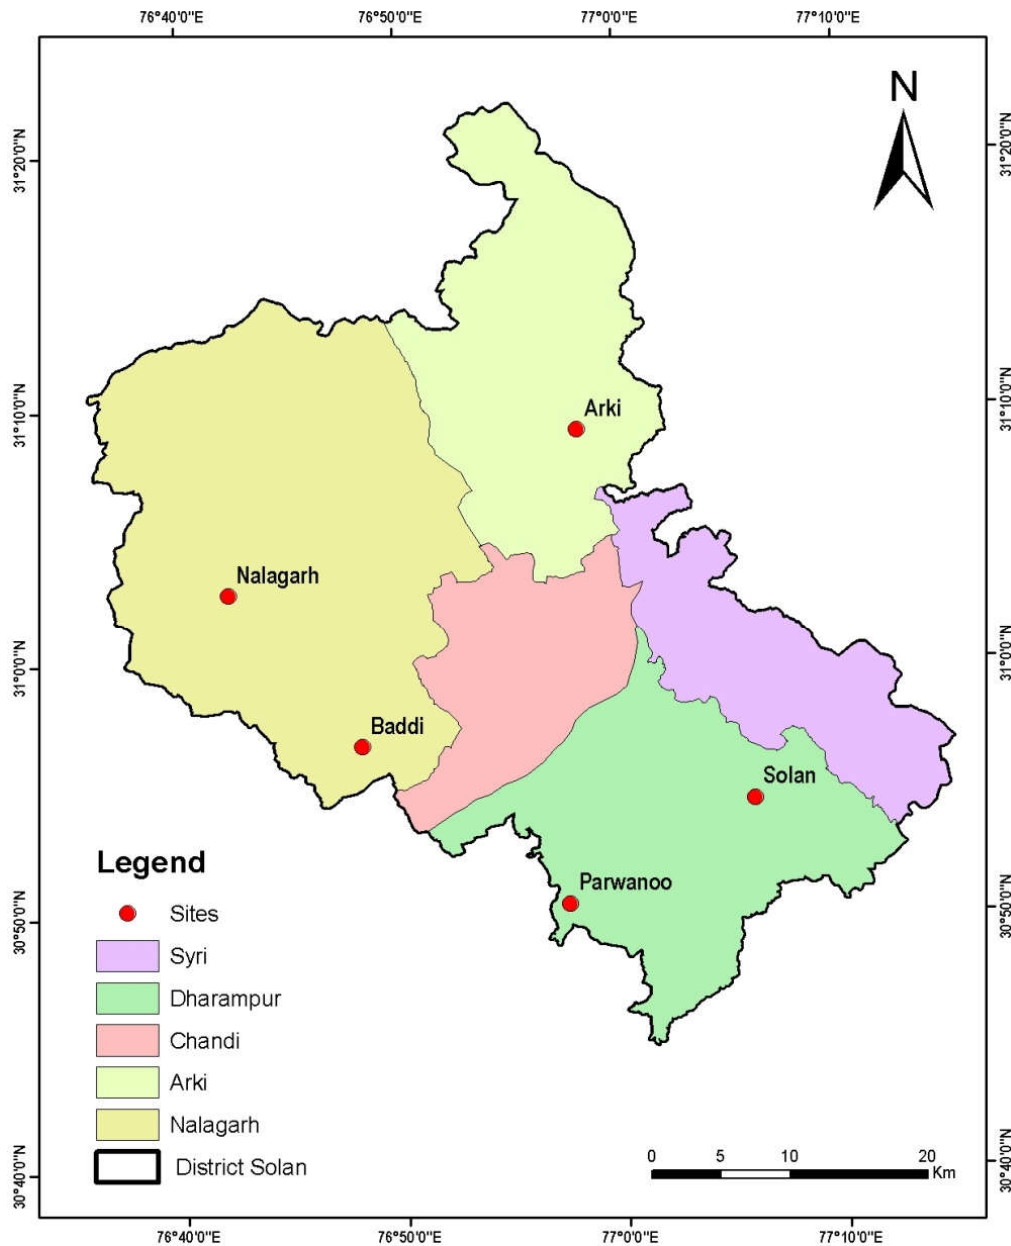 76°40'0"E 76°50'0"E 77°0'0"E 77°10'0"E
N
31°20'0"N 31°20'0"N
31°10'0"N 31°10'0"N
Arki
Nalagarh
31°0'0"N 31°0'0"N
Baddi
Solan
Parwanoo
30°50'0"N 30°50'0"N
Legend
Sites
Syri
Dharampur
Chandi
Arki
Nalagarh
District Solan
0 5 10 20
Km
30°40'0"N 30°40'0"N
76°40'0"E 76°50'0"E 77°0'0"E 77°10'0"E